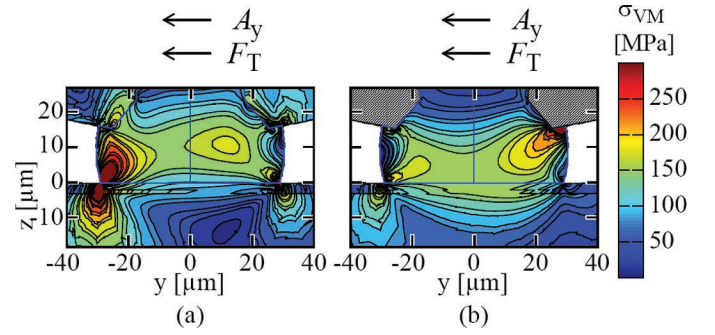 ← A_y ← A_y σ_VM
← F_T ← F_T [MPa]
20 250
10 200
0 150
10 100
z [µm] 50
-40 -20 0 20 40 -40 -20 0 20 40
y [µm] y [µm]
(a) (b)